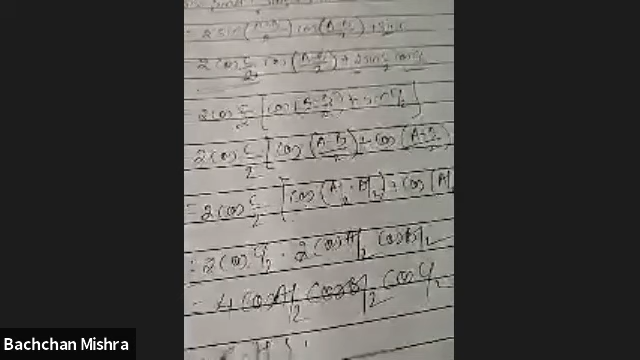 = 2 sin(A+B/2) cos(A-B/2) + sin c
2 cos c/2 cos (A-B/2) + 2 sin c/2 cos c/2
= 2 cos c/2 [cos (A-B/2) + sin c/2]
2 cos c/2 [cos (A-B/2) + cos (A+B/2)
= 2 cos c/2 [cos (A/2 - B/2) + cos (A/
= 2 cos c/2 . 2 cos A/2 cos B/2
= 4 cos A/2 cos B/2 cos c/2
Bachchan Mishra